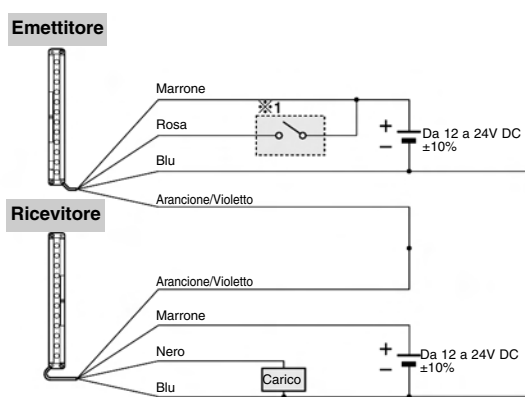 Emettitore
Marrone
※1
Rosa
+
Da 12 a 24V DC
−
±10%
Blu
Arancione/Violetto
Ricevitore
Arancione/Violetto
Marrone
Nero
+
Da 12 a 24V DC
−
±10%
Carico
Blu